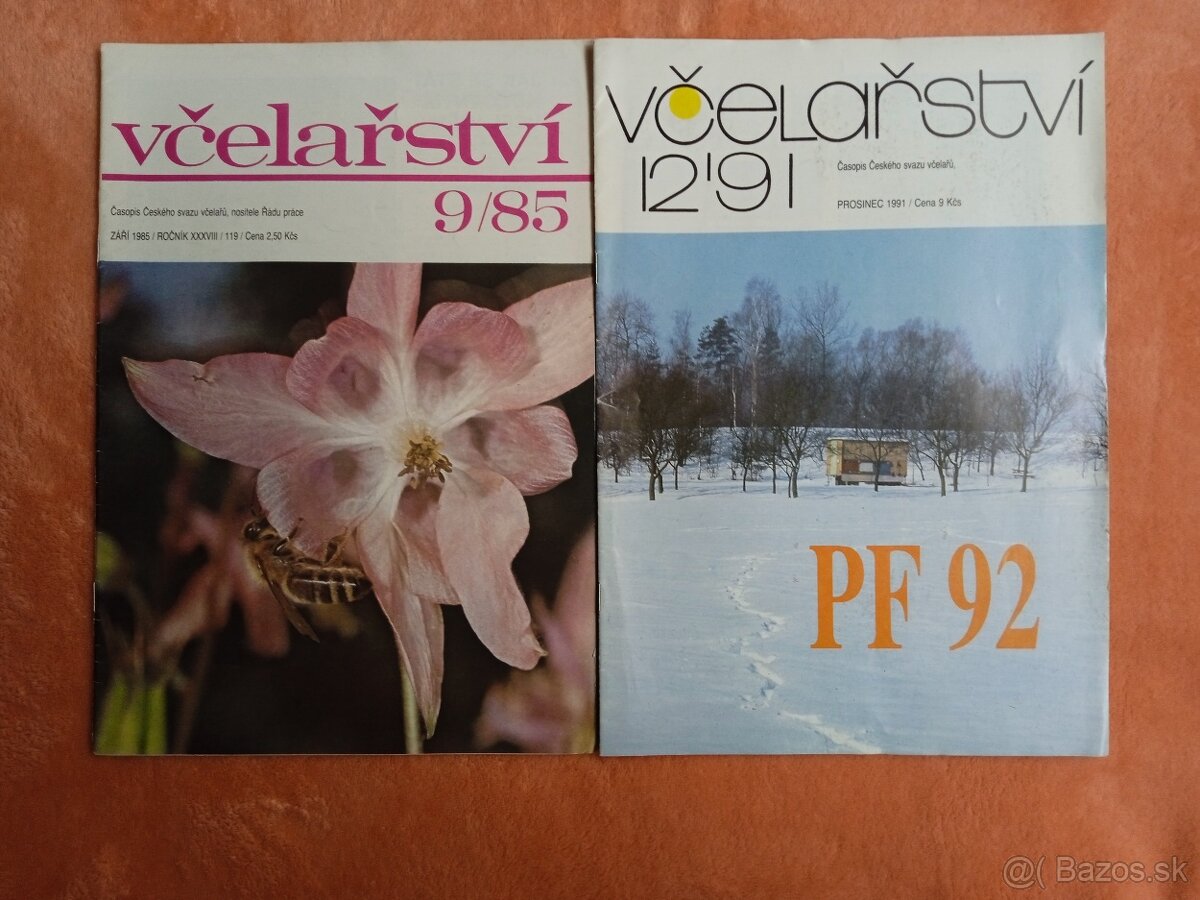 včelařství
9/85
Časopis Českého svazu včelařů, nositele Řádu práce
ZÁŘÍ 1985 / ROČNÍK XXXVIII / 119 / Cena 2,50 Kčs
včelařství
12'91
Časopis Českého svazu včelařů,
PROSINEC 1991 / Cena 9 Kčs
PF 92
Bazos.sk